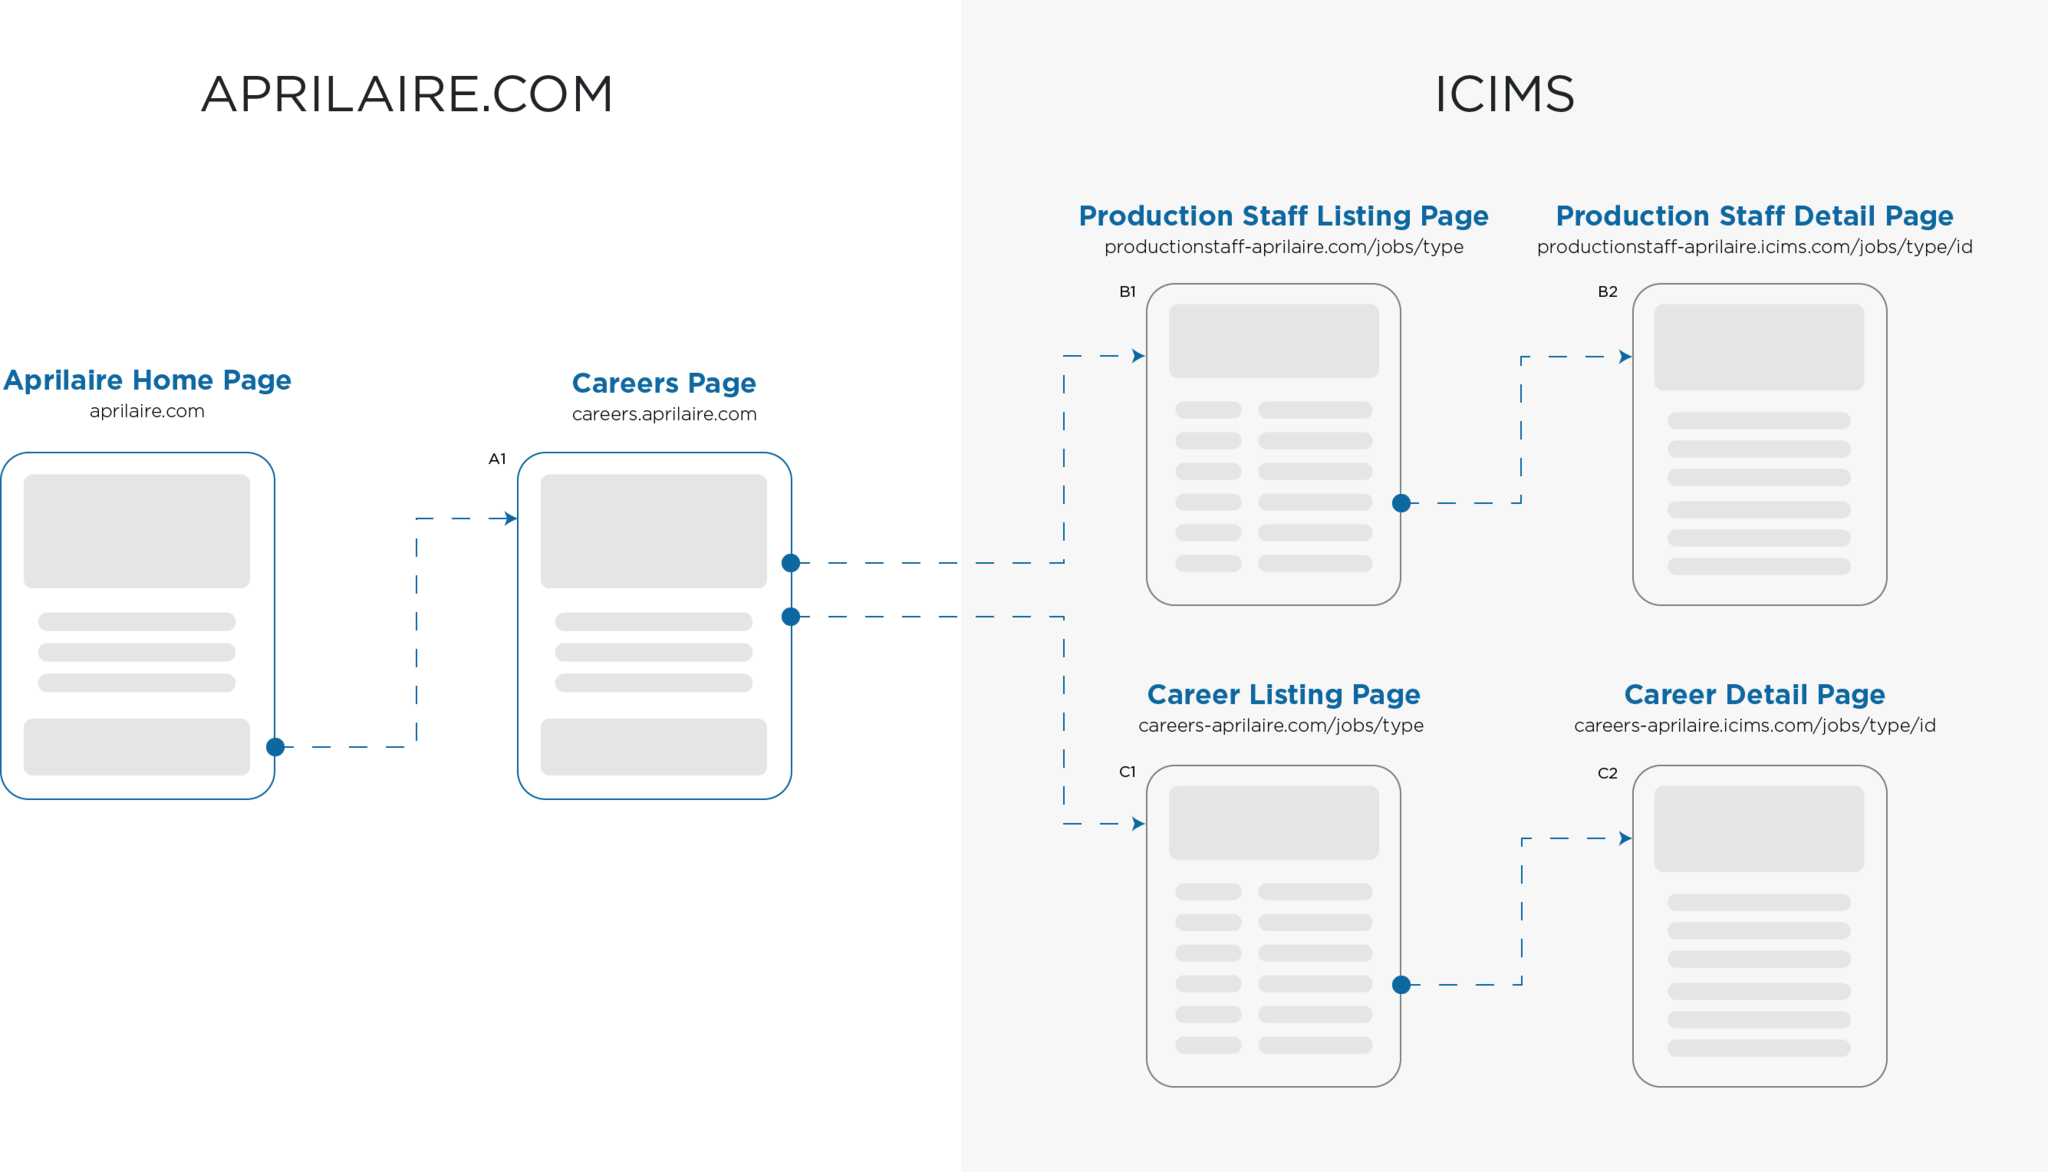 APRILAIRE.COM
ICIMS
Aprilaire Home Page
aprilaire.com
Careers Page
careers.aprilaire.com
A1
Production Staff Listing Page
productionstaff-aprilaire.com/jobs/type
B1
Production Staff Detail Page
productionstaff-aprilaire.icims.com/jobs/type/id
B2
Career Listing Page
careers-aprilaire.com/jobs/type
C1
Career Detail Page
careers-aprilaire.icims.com/jobs/type/id
C2